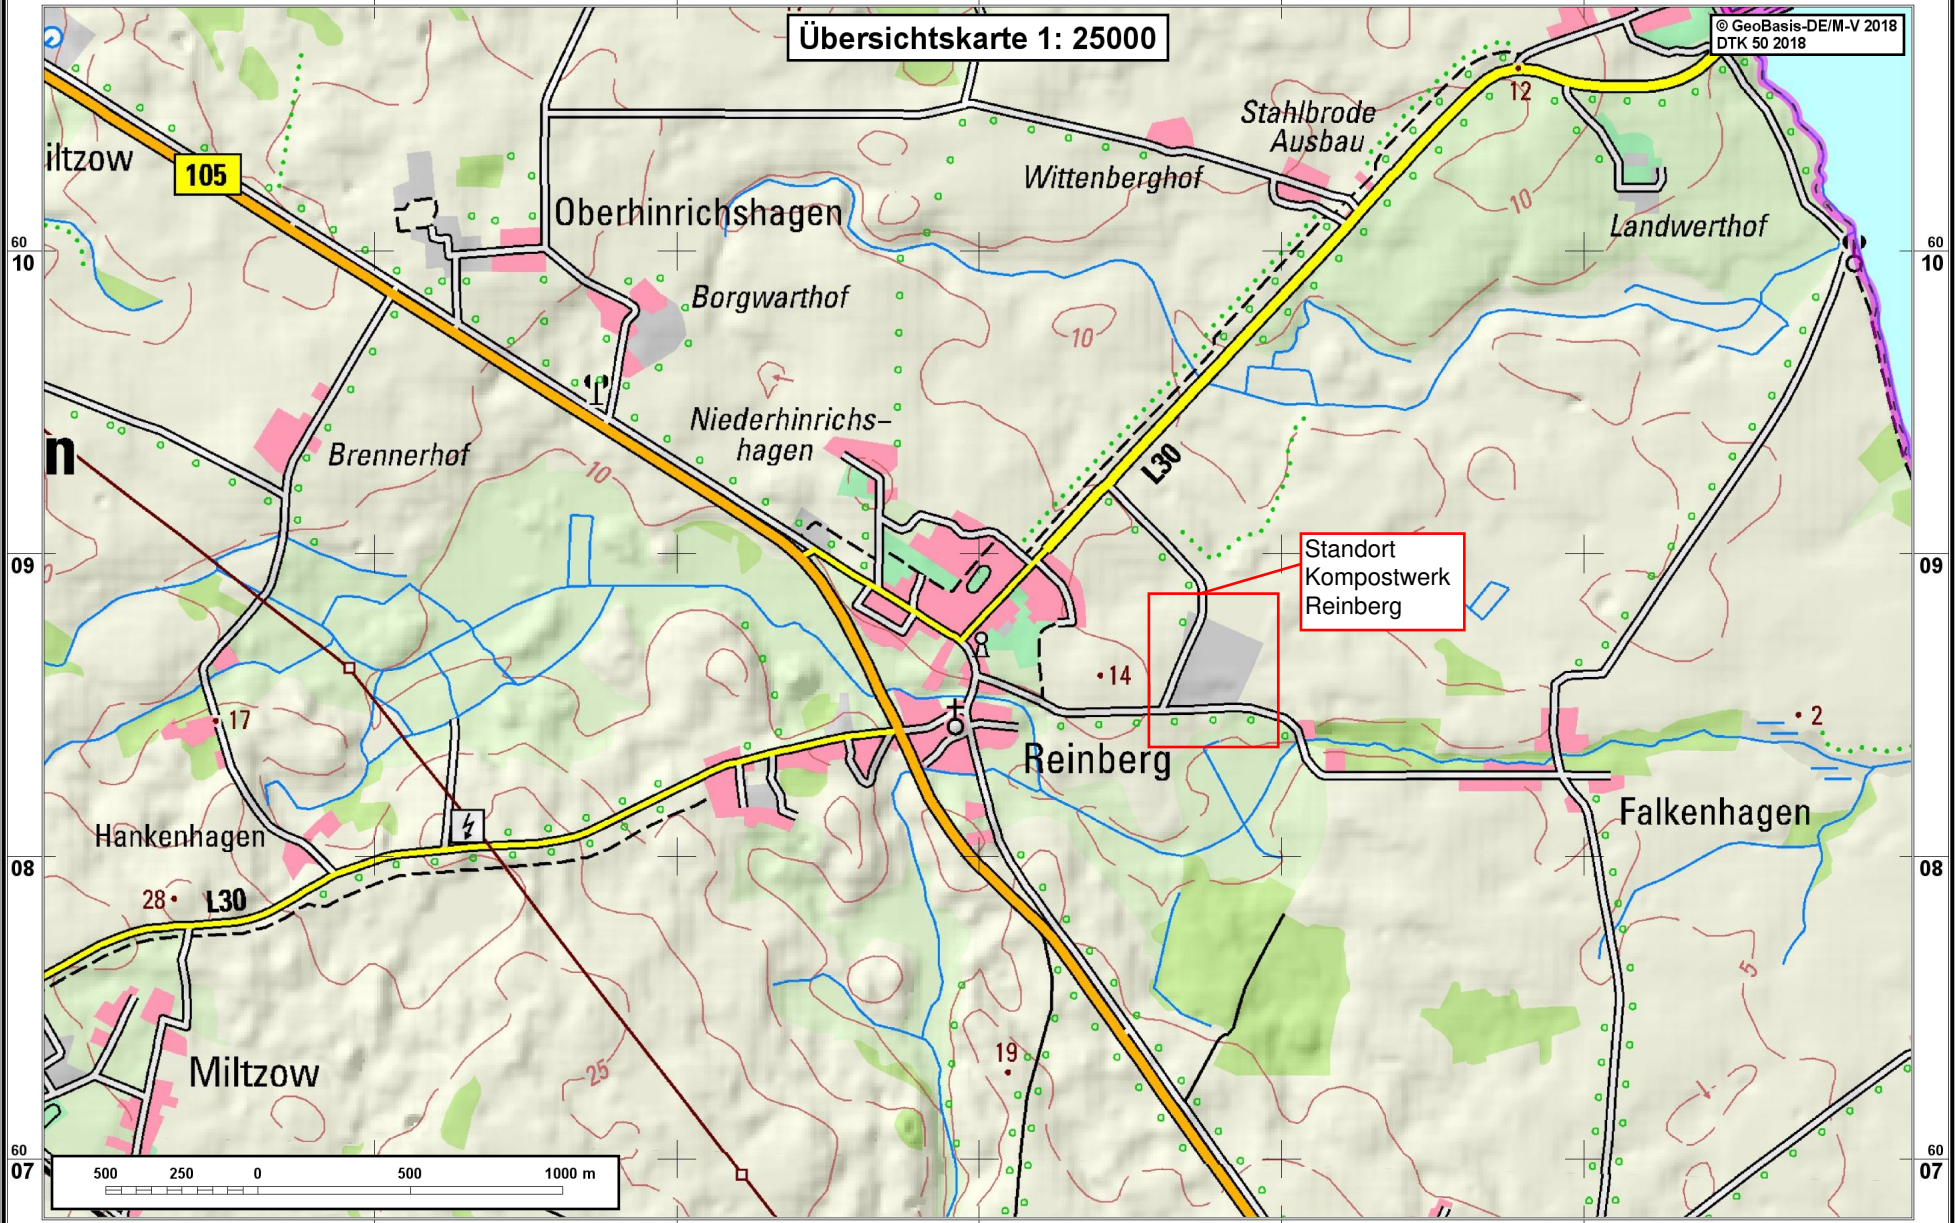 Übersichtskarte 1: 25000
© GeoBasis-DE/M-V 2018
DTK 50 2018
12
Stahlbrode
Ausbau
iltzow
105
Wittenberghof
10
Oberhinrichshagen
Landwerthof
60
10
60
10
Borgwarthof
10
Niederhinrichs–
hagen
n
Brennerhof
10
L30
Standort
Kompostwerk
Reinberg
09
09
0
14
17
2
Reinberg
Falkenhagen
Hankenhagen
08
08
28
L30
5
19
Miltzow
25
60
07
60
07
500 250 0 500 1000 m